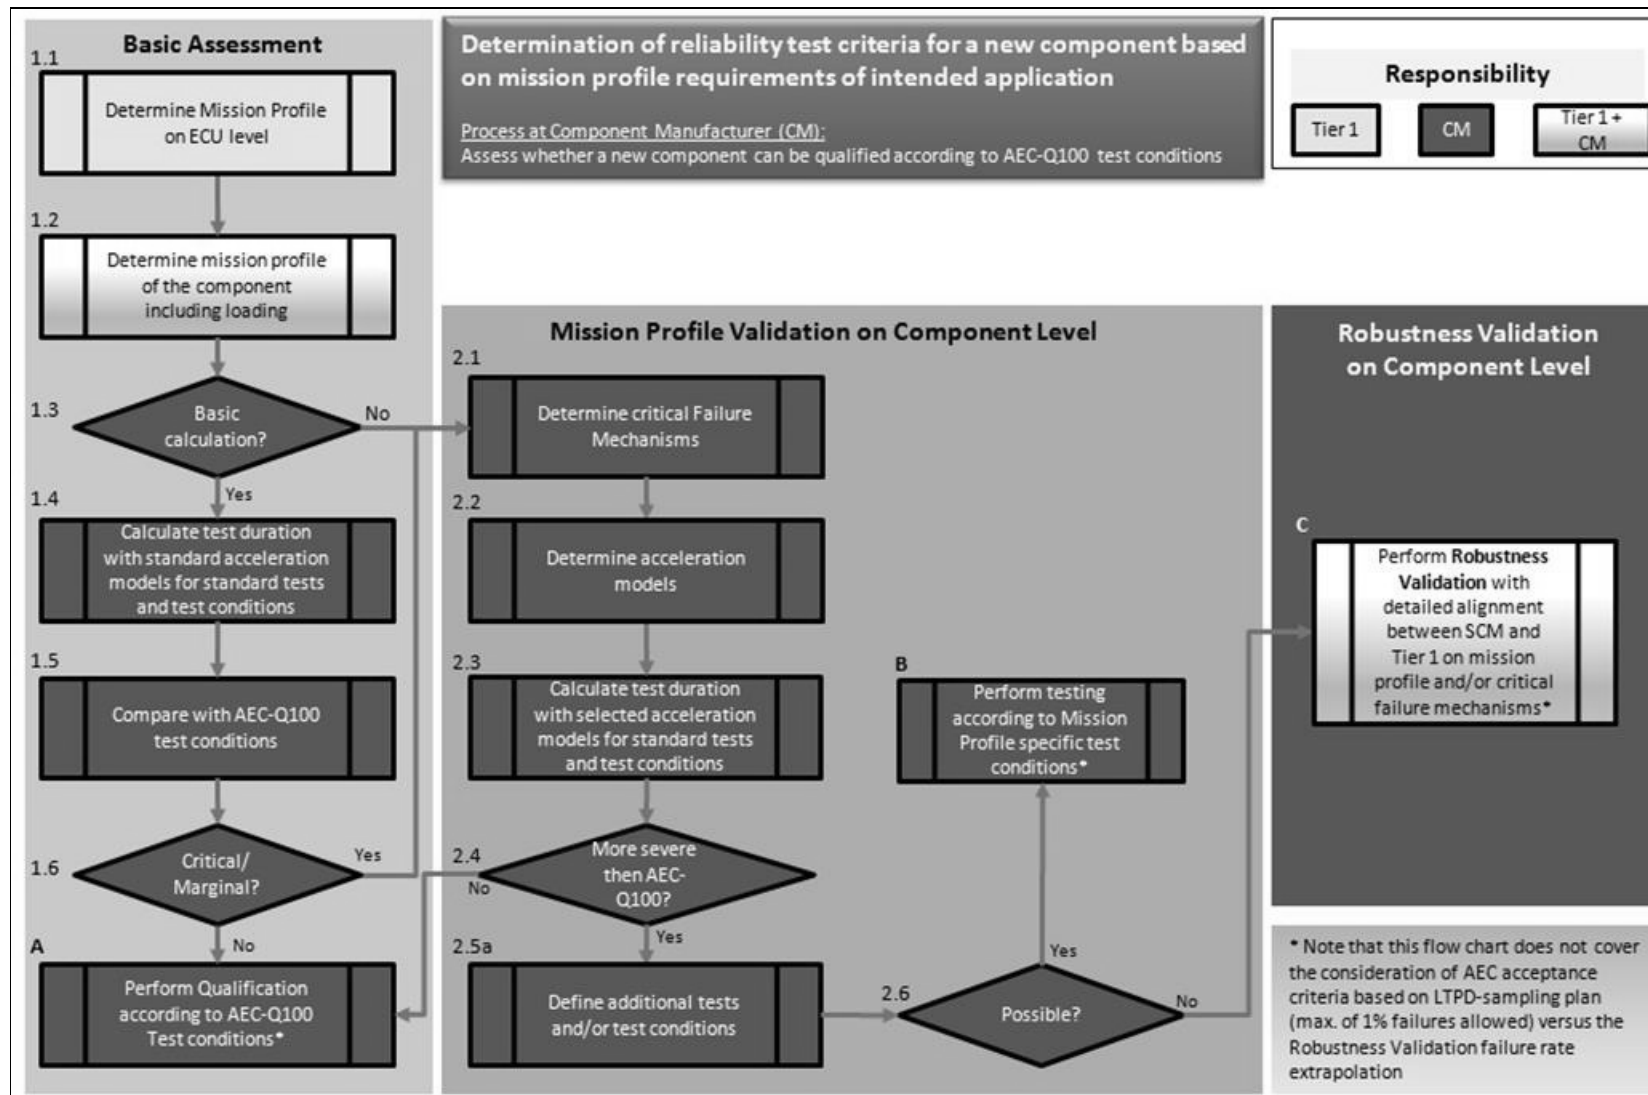 Basic Assessment
1.1
Determine Mission Profile
on ECU level
1.2
Determine mission profile
of the component
including loading
1.3
Basic
calculation?
No
Yes
1.4
Calculate test duration
with standard acceleration
models for standard tests
and test conditions
1.5
Compare with AEC-Q100
test conditions
1.6
Critical/
Marginal?
Yes
No
A
Perform Qualification
according to AEC-Q100
Test conditions*
Determination of reliability test criteria for a new component based
on mission profile requirements of intended application
Process at Component Manufacturer (CM):
Assess whether a new component can be qualified according to AEC-Q100 test conditions
Responsibility
Tier 1
CM
Tier 1 +
CM
Mission Profile Validation on Component Level
2.1
Determine critical Failure
Mechanisms
2.2
Determine acceleration
models
2.3
Calculate test duration
with selected acceleration
models for standard tests
and test conditions
2.4
More severe
then AEC-
Q100?
No
Yes
2.5a
Define additional tests
and/or test conditions
2.6
Possible?
Yes
No
B
Perform testing
according to Mission
Profile specific test
conditions*
Robustness Validation
on Component Level
C
Perform Robustness
Validation with
detailed alignment
between SCM and
Tier 1 on mission
profile and/or critical
failure mechanisms*
* Note that this flow chart does not cover
the consideration of AEC acceptance
criteria based on LTPD-sampling plan
(max. of 1% failures allowed) versus the
Robustness Validation failure rate
extrapolation